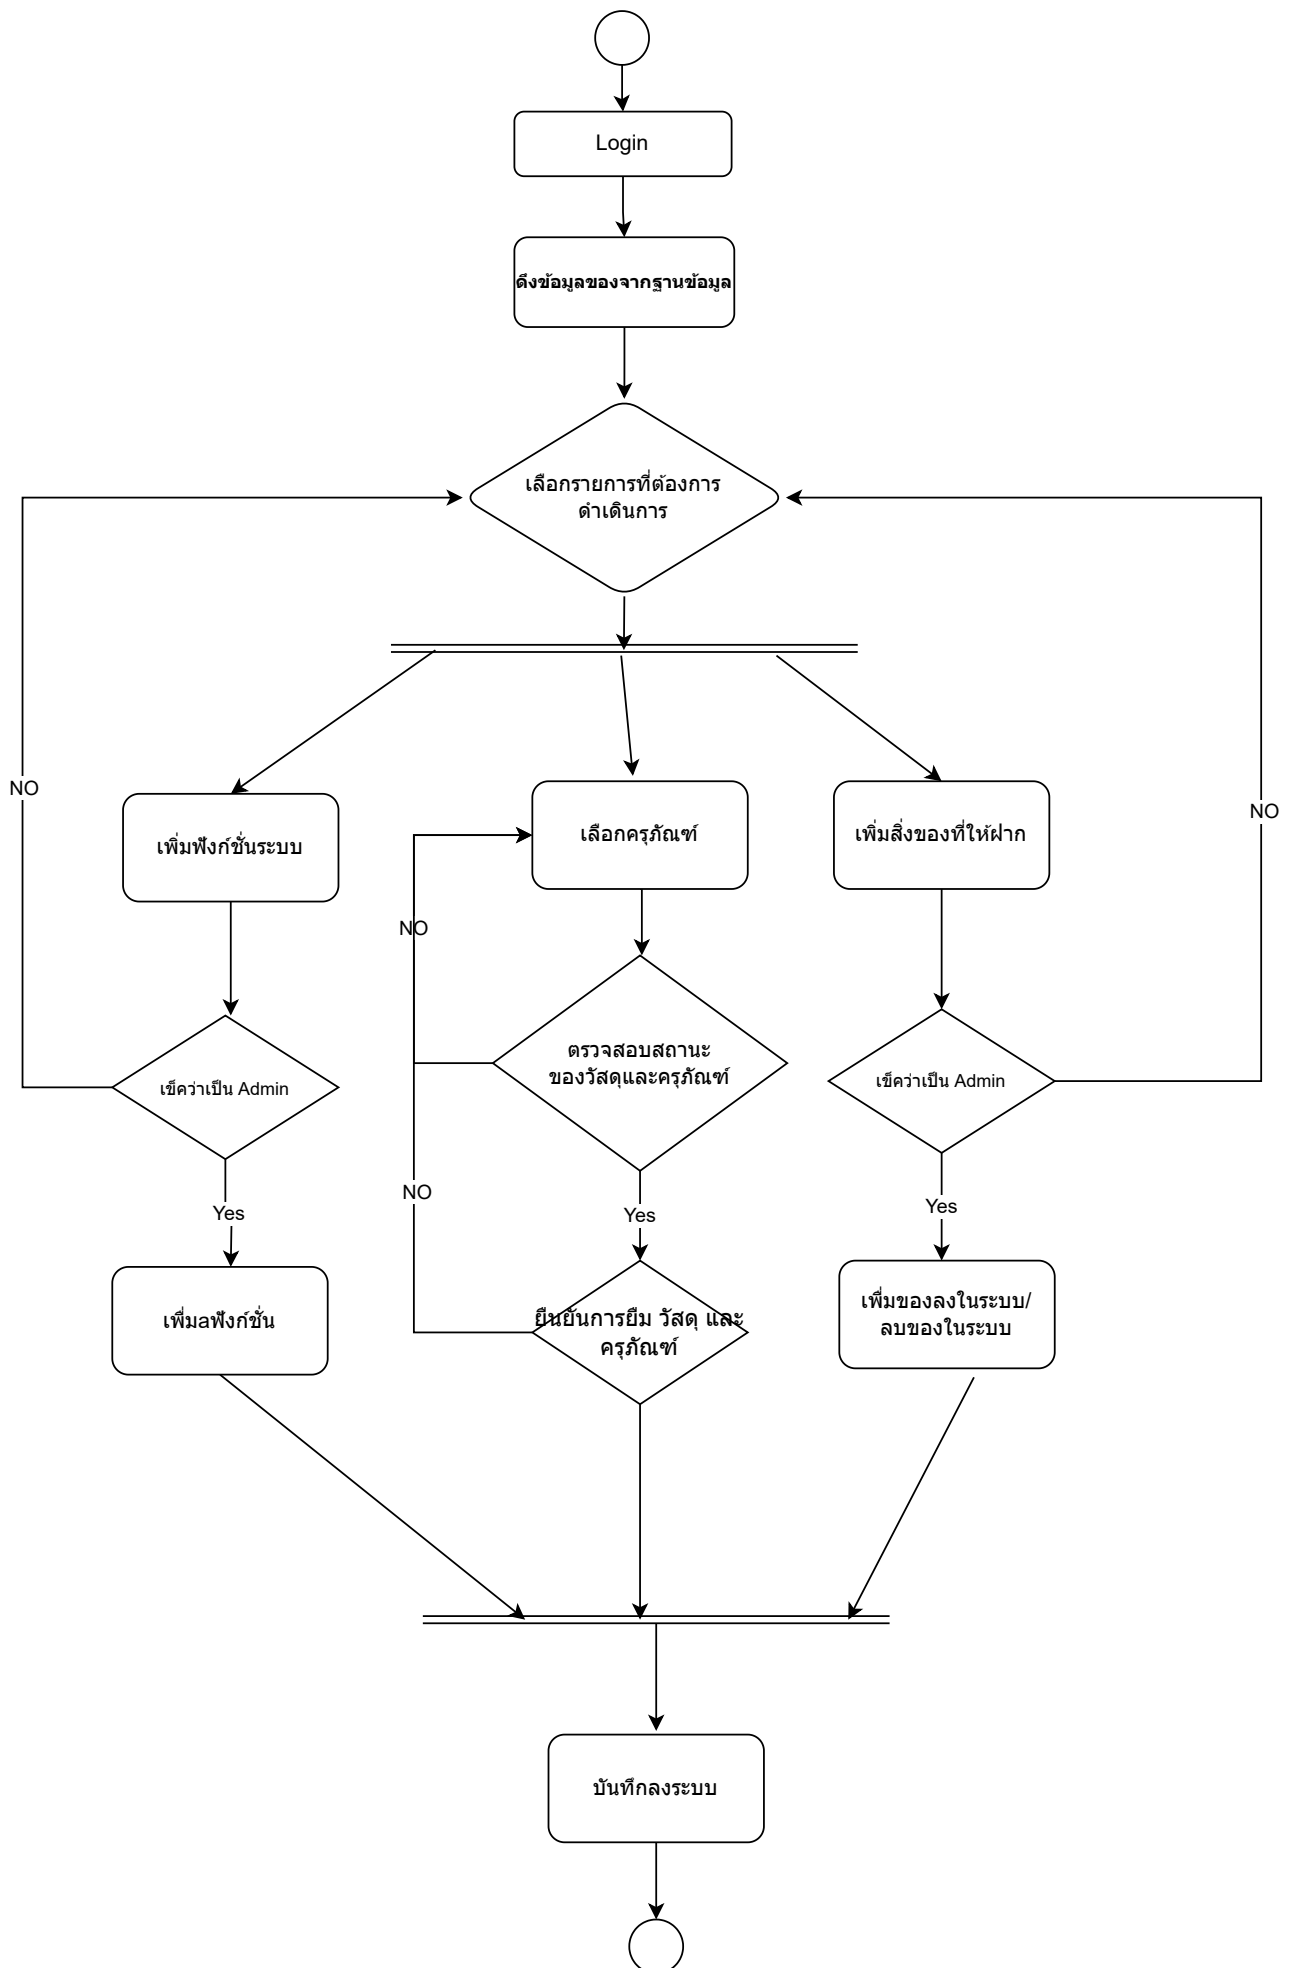 Login
ดึงข้อมูลของจากฐานข้อมูล
เลือกรายการที่ต้องการ
ดำเดินการ
NO
NO
เพิ่มฟังก์ชั่นระบบ
เลือกครุภัณฑ์
เพิ่มสิ่งของที่ให้ฝาก
NO
เช็คว่าเป็น Admin
ตรวจสอบสถานะ
ของวัสดุและครุภัณฑ์
เช็คว่าเป็น Admin
NO
Yes
Yes
Yes
เพื่มaฟังก์ชั่น
ยืนยันการยืม วัสดุ และ
ครุภัณฑ์
เพื่มของลงในระบบ/
ลบของในระบบ
บันทึกลงระบบ